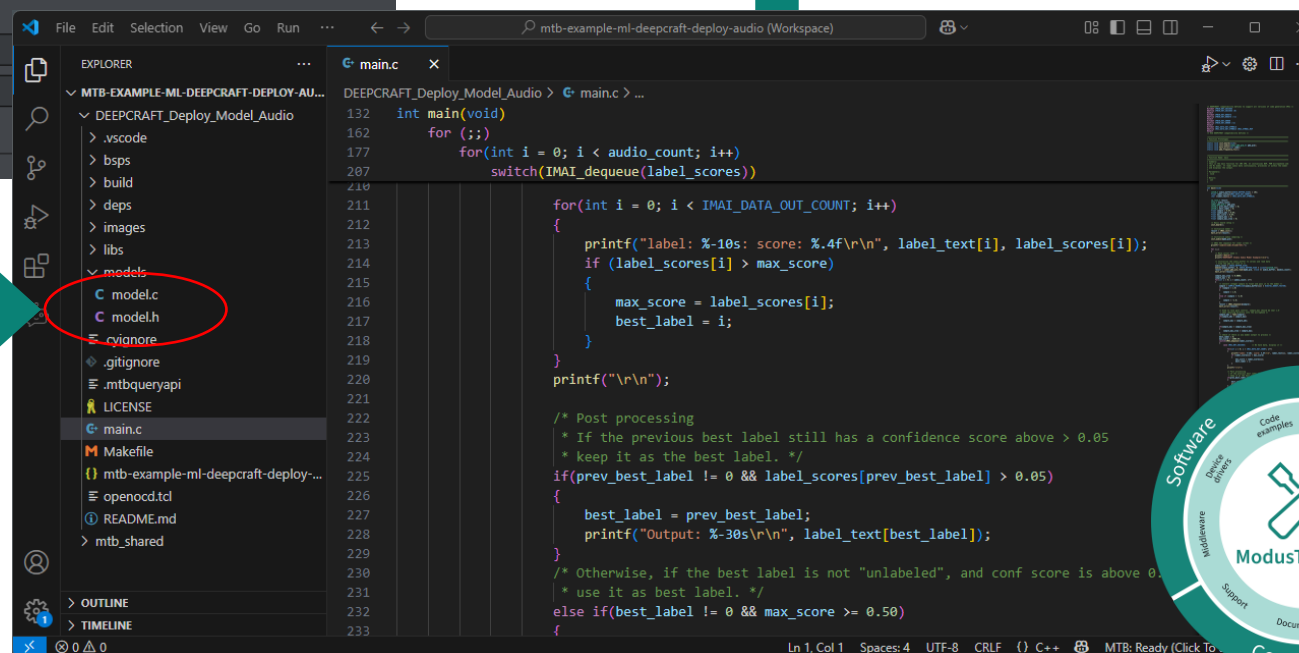 File Edit Selection View Go Run ··· mtb-example-ml-deepcraft-deploy-audio (Workspace)
EXPLORER ···
MTB-EXAMPLE-ML-DEEPCRAFT-DEPLOY-AU...
DEEPCRAFT_Deploy_Model_Audio
.vscode
bsps
build
deps
images
libs
models
C model.c
C model.h
.cyignore
.gitignore
.mtbqueryapi
LICENSE
main.c
M Makefile
{} mtb-example-ml-deepcraft-deploy-...
openocd.tcl
README.md
mtb_shared
OUTLINE
TIMELINE
1
main.c
DEEPCRAFT_Deploy_Model_Audio > main.c > ...
132 int main(void)
162 for (;;)
177 for(int i = 0; i < audio_count; i++)
207 switch(IMAI_dequeue(label_scores))
210
211 for(int i = 0; i < IMAI_DATA_OUT_COUNT; i++)
212 {
213 printf("label: %-10s: score: %.4f\r\n", label_text[i], label_scores[i]);
214 if (label_scores[i] > max_score)
215 {
216 max_score = label_scores[i];
217 best_label = i;
218 }
219 }
220 printf("\r\n");
221
222 /* Post processing
223 * If the previous best label still has a confidence score above > 0.05
224 * keep it as the best label. */
225 if(prev_best_label != 0 && label_scores[prev_best_label] > 0.05)
226 {
227 best_label = prev_best_label;
228 printf("Output: %-30s\r\n", label_text[best_label]);
229 }
230 /* Otherwise, if the best label is not "unlabeled", and conf score is above 0.
231 * use it as best label. */
232 else if(best_label != 0 && max_score >= 0.50)
233 {
0 0 Ln 1, Col 1 Spaces: 4 UTF-8 CRLF {} C++ MTB: Ready (Click To
Software
Code examples
Device drivers
Middleware
Support
Docum
ModusT